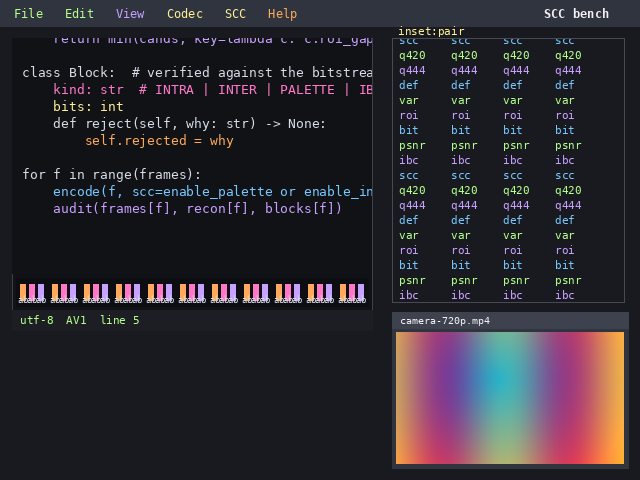 File Edit View Codec SCC Help SCC bench
return min(cands, key=lambda c: c.roi_gap
class Block:  # verified against the bitstrea
kind: str  # INTRA | INTER | PALETTE | IB
bits: int
def reject(self, why: str) -> None:
self.rejected = why
for f in range(frames):
encode(f, scc=enable_palette or enable_in
audit(frames[f], recon[f], blocks[f])
utf-8 AV1 line 5
inset:pair
scc scc scc scc
q420 q420 q420 q420
q444 q444 q444 q444
def def def def
var var var var
roi roi roi roi
bit bit bit bit
psnr psnr psnr psnr
ibc ibc ibc ibc
scc scc scc scc
q420 q420 q420 q420
q444 q444 q444 q444
def def def def
var var var var
roi roi roi roi
bit bit bit bit
psnr psnr psnr psnr
ibc ibc ibc ibc
camera-720p.mp4